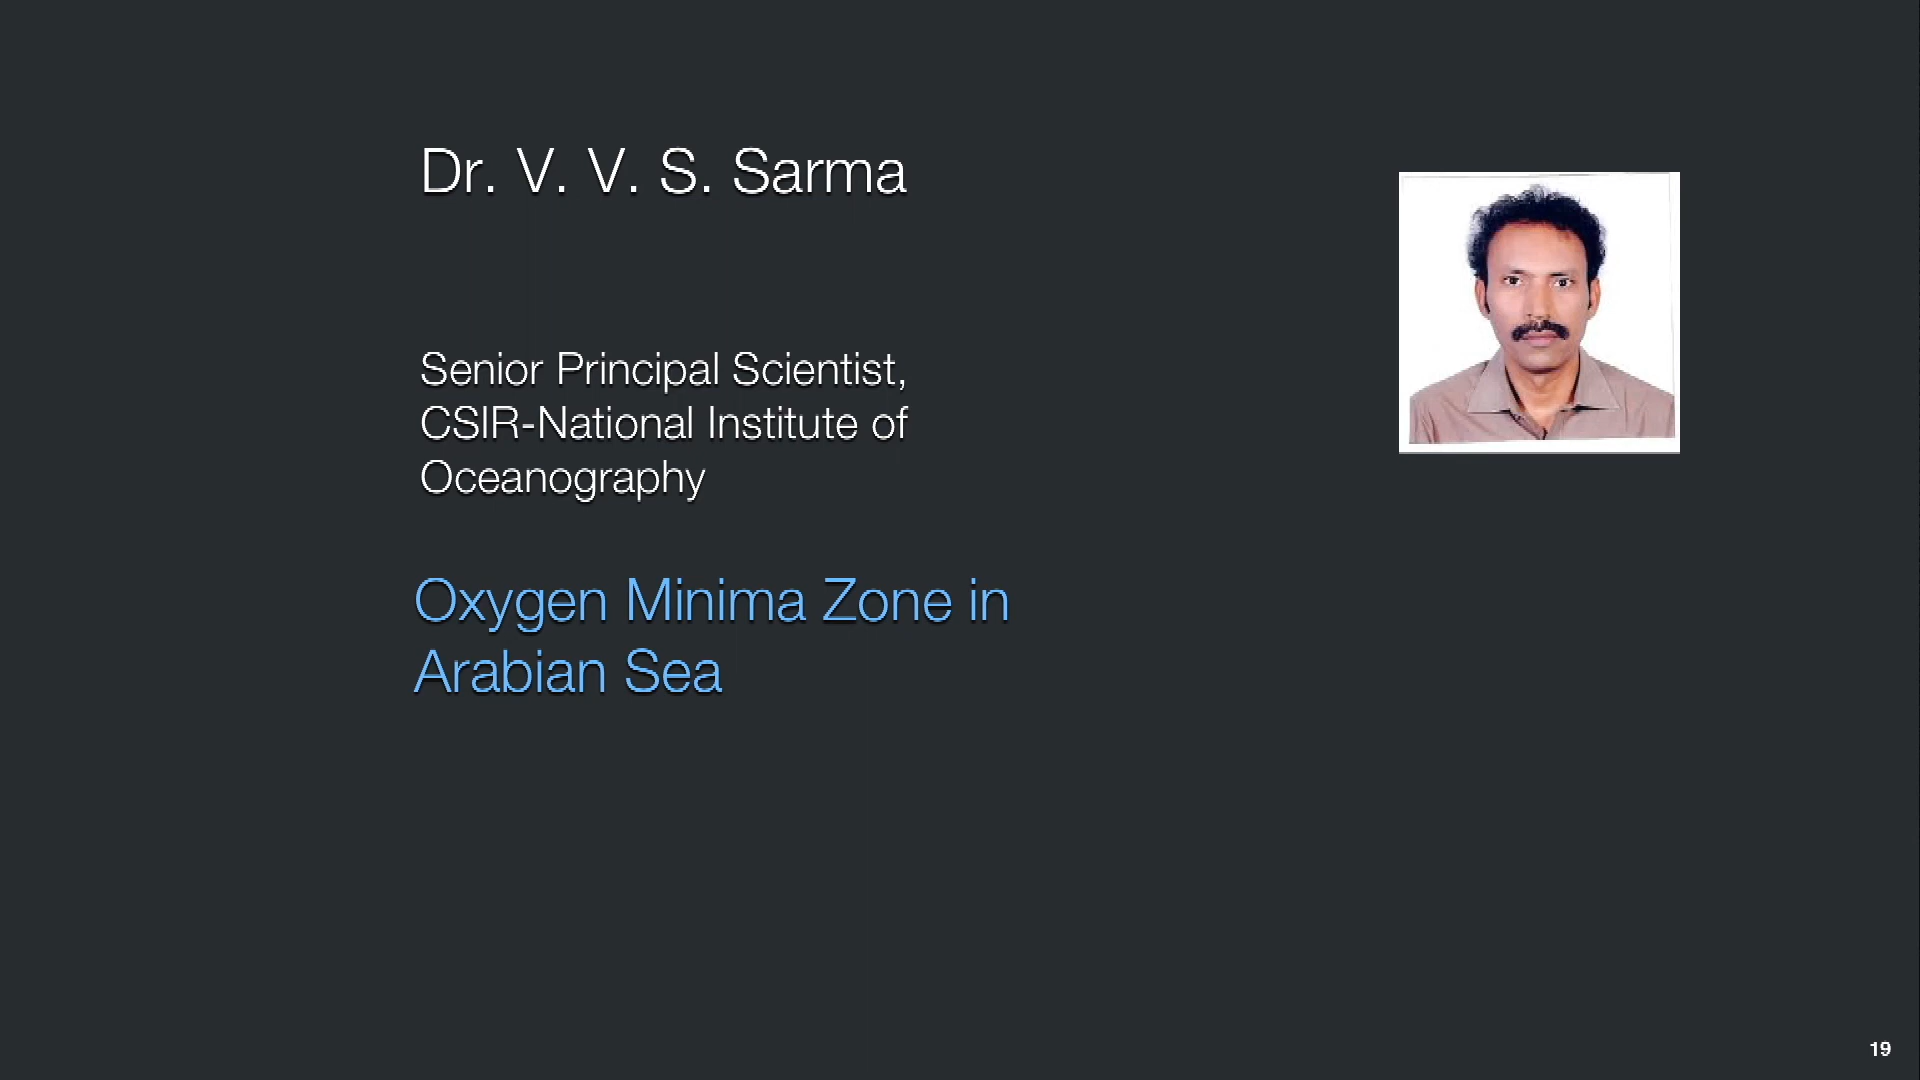 Dr. V. V. S. Sarma
Senior Principal Scientist,
CSIR-National Institute of
Oceanography
Oxygen Minima Zone in
Arabian Sea
19